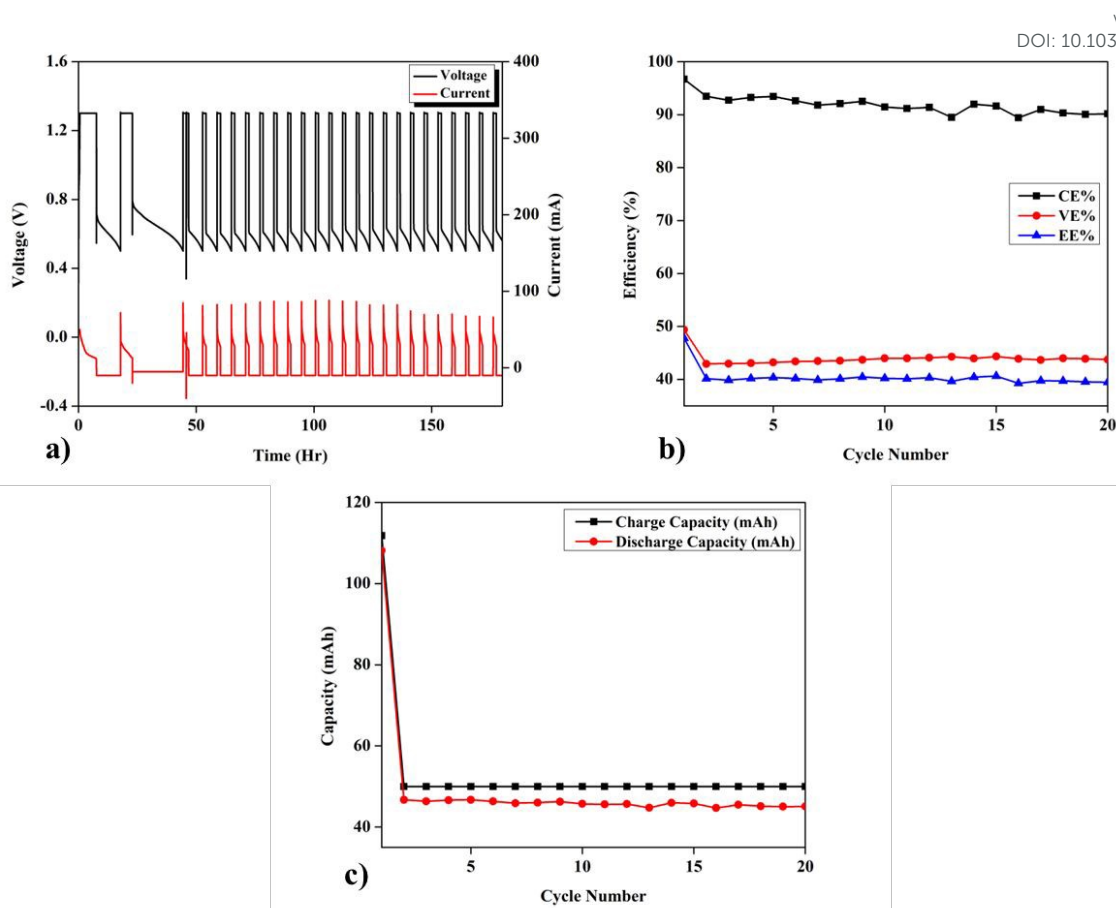 DOI: 10.103
1.6
1.2
0.8
0.4
0.0
-0.4
Voltage (V)
400
300
200
100
0
Current (mA)
Voltage
Current
0
50
100
150
Time (Hr)
a)
100
90
80
70
60
50
40
Efficiency (%)
CE%
VE%
EE%
5
10
15
20
Cycle Number
b)
120
100
80
60
40
Capacity (mAh)
Charge Capacity (mAh)
Discharge Capacity (mAh)
5
10
15
20
Cycle Number
c)